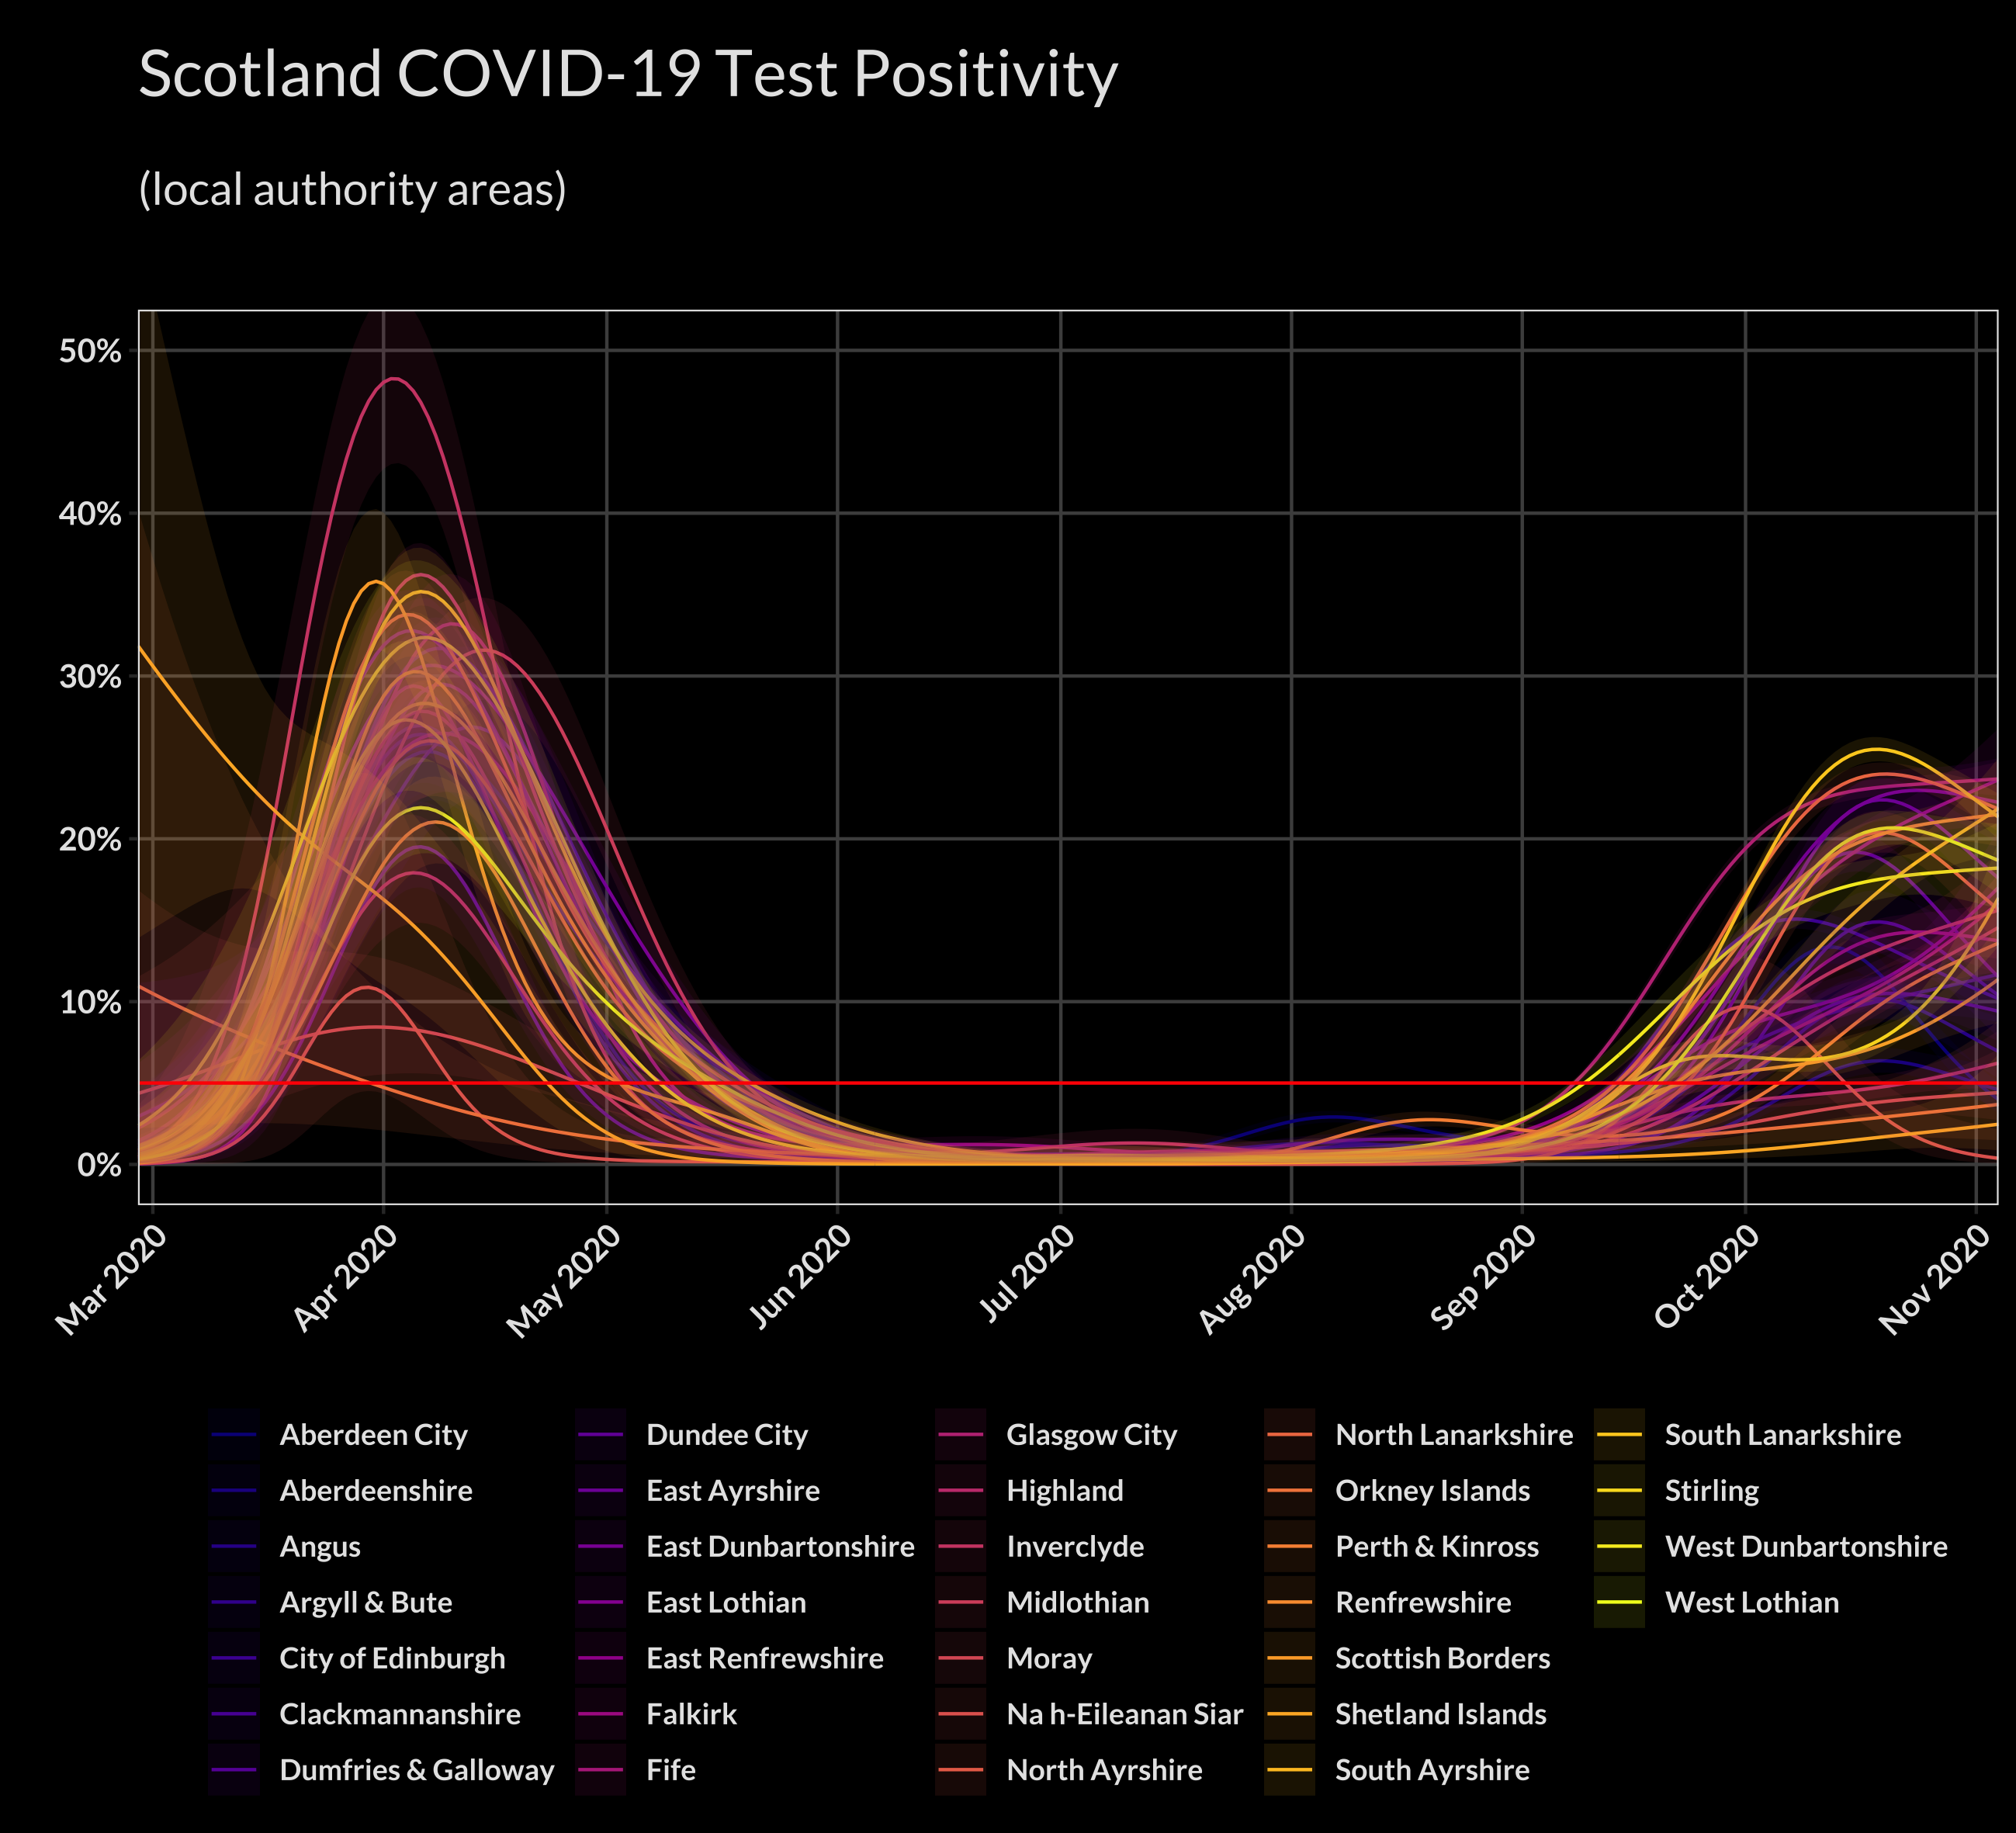 Scotland COVID-19 Test Positivity
(local authority areas)
50%
40%
30%
20%
10%
0%
Mar 2020
Apr 2020
May 2020
Jun 2020
Jul 2020
Aug 2020
Sep 2020
Oct 2020
Nov 2020
Aberdeen City
Aberdeenshire
Angus
Argyll & Bute
City of Edinburgh
Clackmannanshire
Dumfries & Galloway
Dundee City
East Ayrshire
East Dunbartonshire
East Lothian
East Renfrewshire
Falkirk
Fife
Glasgow City
Highland
Inverclyde
Midlothian
Moray
Na h-Eileanan Siar
North Ayrshire
North Lanarkshire
Orkney Islands
Perth & Kinross
Renfrewshire
Scottish Borders
Shetland Islands
South Ayrshire
South Lanarkshire
Stirling
West Dunbartonshire
West Lothian